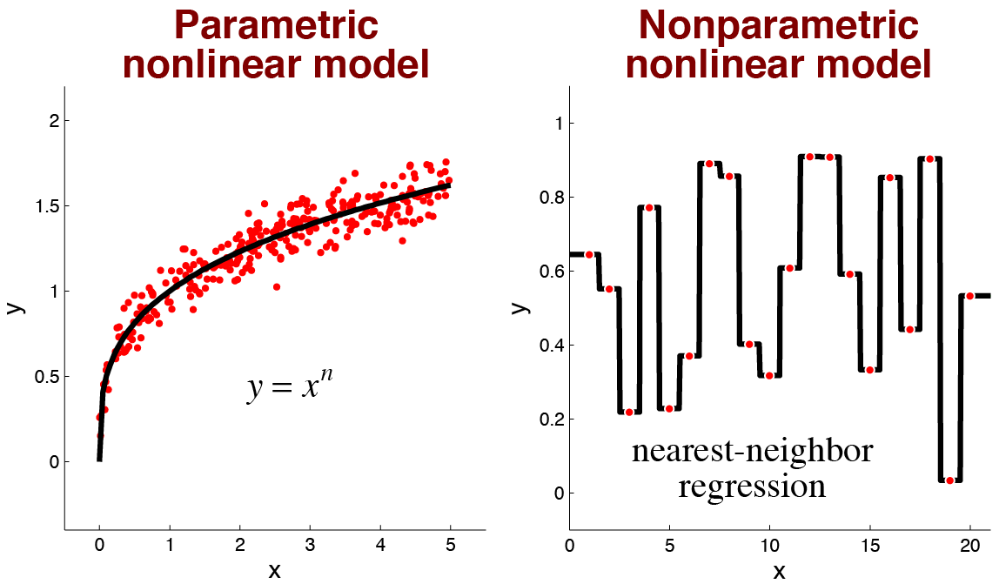 Parametric
nonlinear model
2
1.5
1
0.5
0
y
y = xⁿ
0 1 2 3 4 5
x
Nonparametric
nonlinear model
1
0.8
0.6
0.4
0.2
0
y
nearest-neighbor
regression
0 5 10 15 20
x